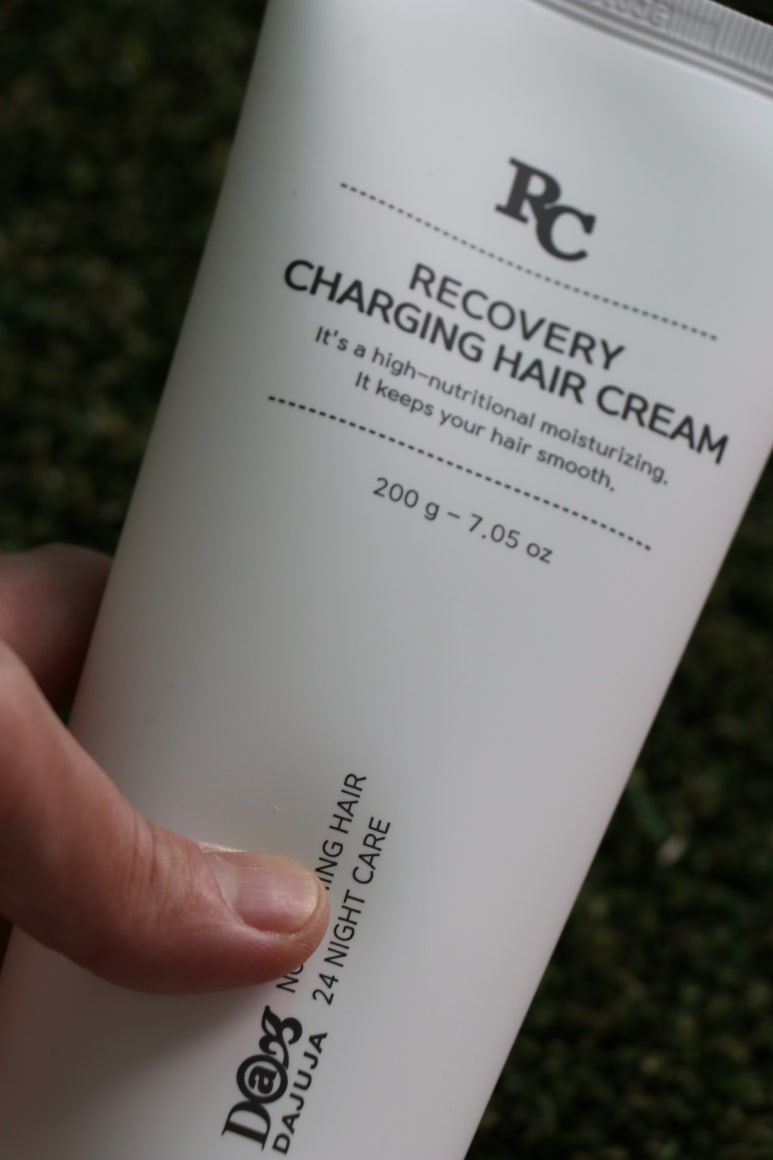 RC
RECOVERY
CHARGING HAIR CREAM
It's a high-nutritional moisturizing.
It keeps your hair smooth.
200 g - 7.05 oz
HAIR
24 NIGHT CARE
DAJUJA